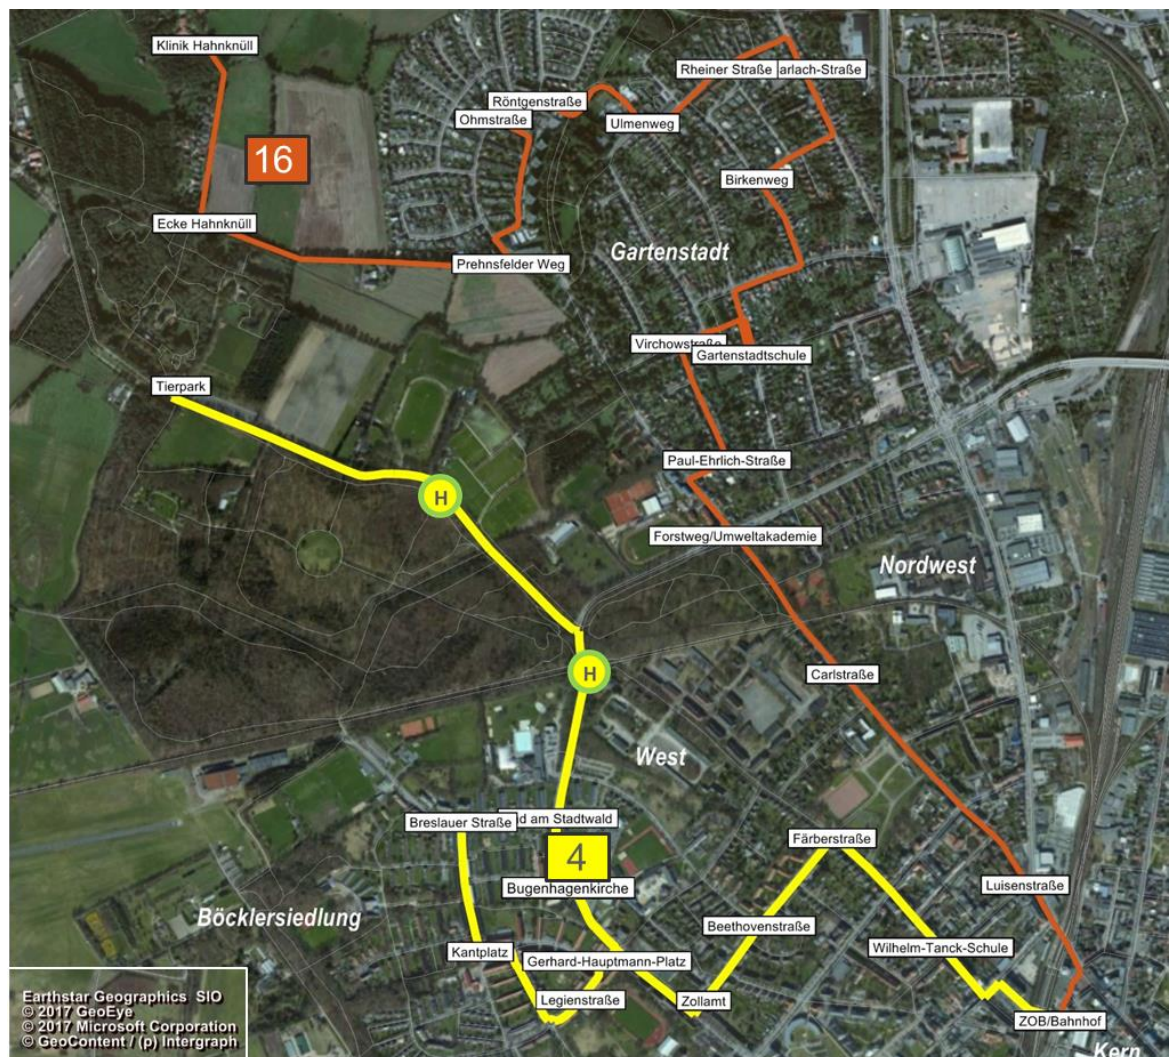 Klinik Hahnknüll
Rheiner Straße
arlach-Straße
Röntgenstraße
Ohmstraße
Ulmenweg
16
Birkenweg
Ecke Hahnknüll
Gartenstadt
Prehnsfelder Weg
Virchowstraße
Gartenstadtschule
Tierpark
Paul-Ehrlich-Straße
H
Forstweg/Umweltakademie
Nordwest
H
Carlstraße
West
Breslauer Straße
d am Stadtwald
Färberstraße
4
Bugenhagenkirche
Luisenstraße
Böcklersiedlung
Beethovenstraße
Kantplatz
Wilhelm-Tanck-Schule
Gerhard-Hauptmann-Platz
Legienstraße
Zollamt
ZOB/Bahnhof
Kern
Earthstar Geographics SIO
© 2017 GeoEye
© 2017 Microsoft Corporation
© GeoContent / (p) Intergraph